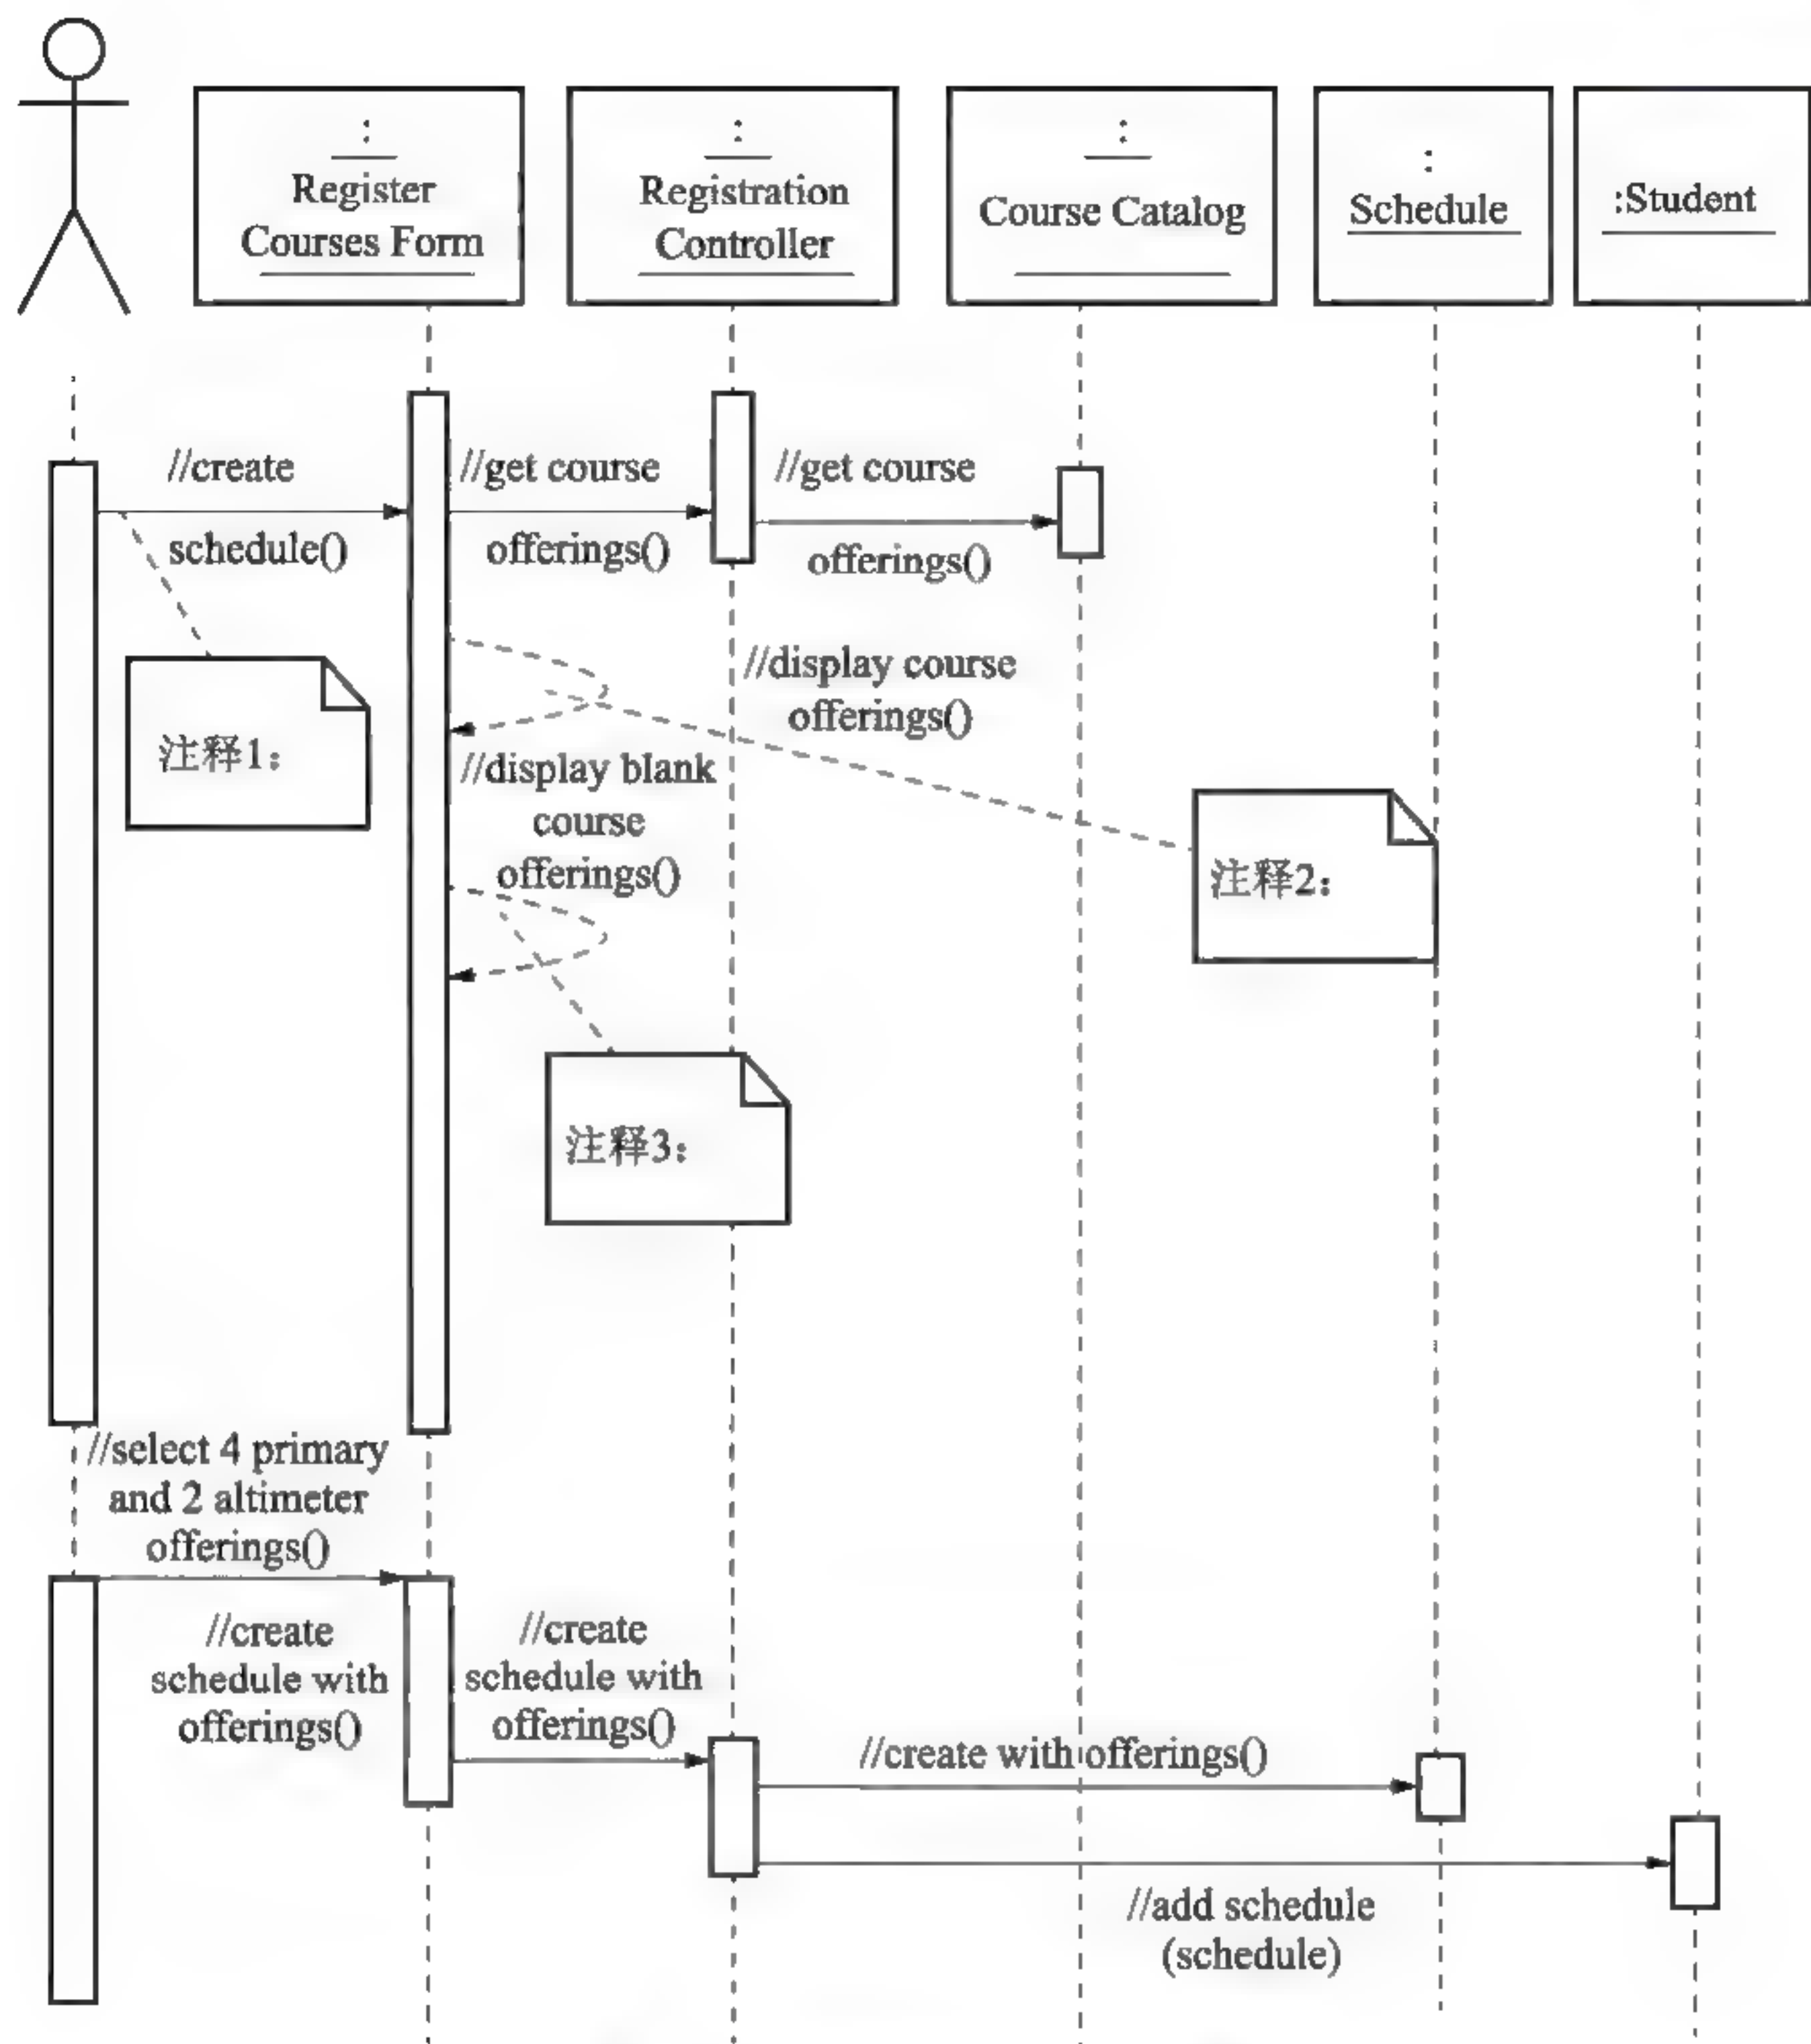 :
Register
Courses Form
:
Registration
Controller
:
Course Catalog
:
Schedule
:Student
//create
schedule()
//get course
offerings()
//get course
offerings()
//display course
offerings()
注释1：
//display blank
course
offerings()
注释2：
注释3：
//select 4 primary
and 2 altimeter
offerings()
//create
schedule with
offerings()
//create
schedule with
offerings()
//create with offerings()
//add schedule
(schedule)